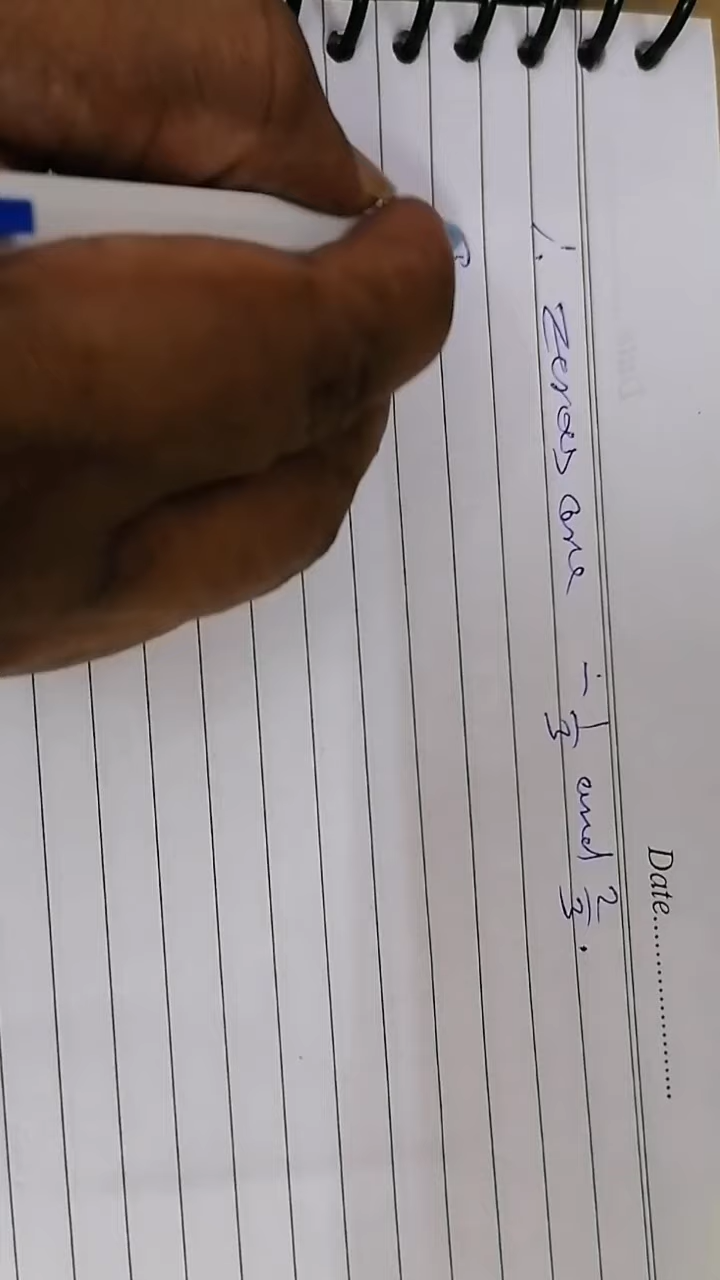 Date........................
∴ Zeroes are -1/3 and 2/3.